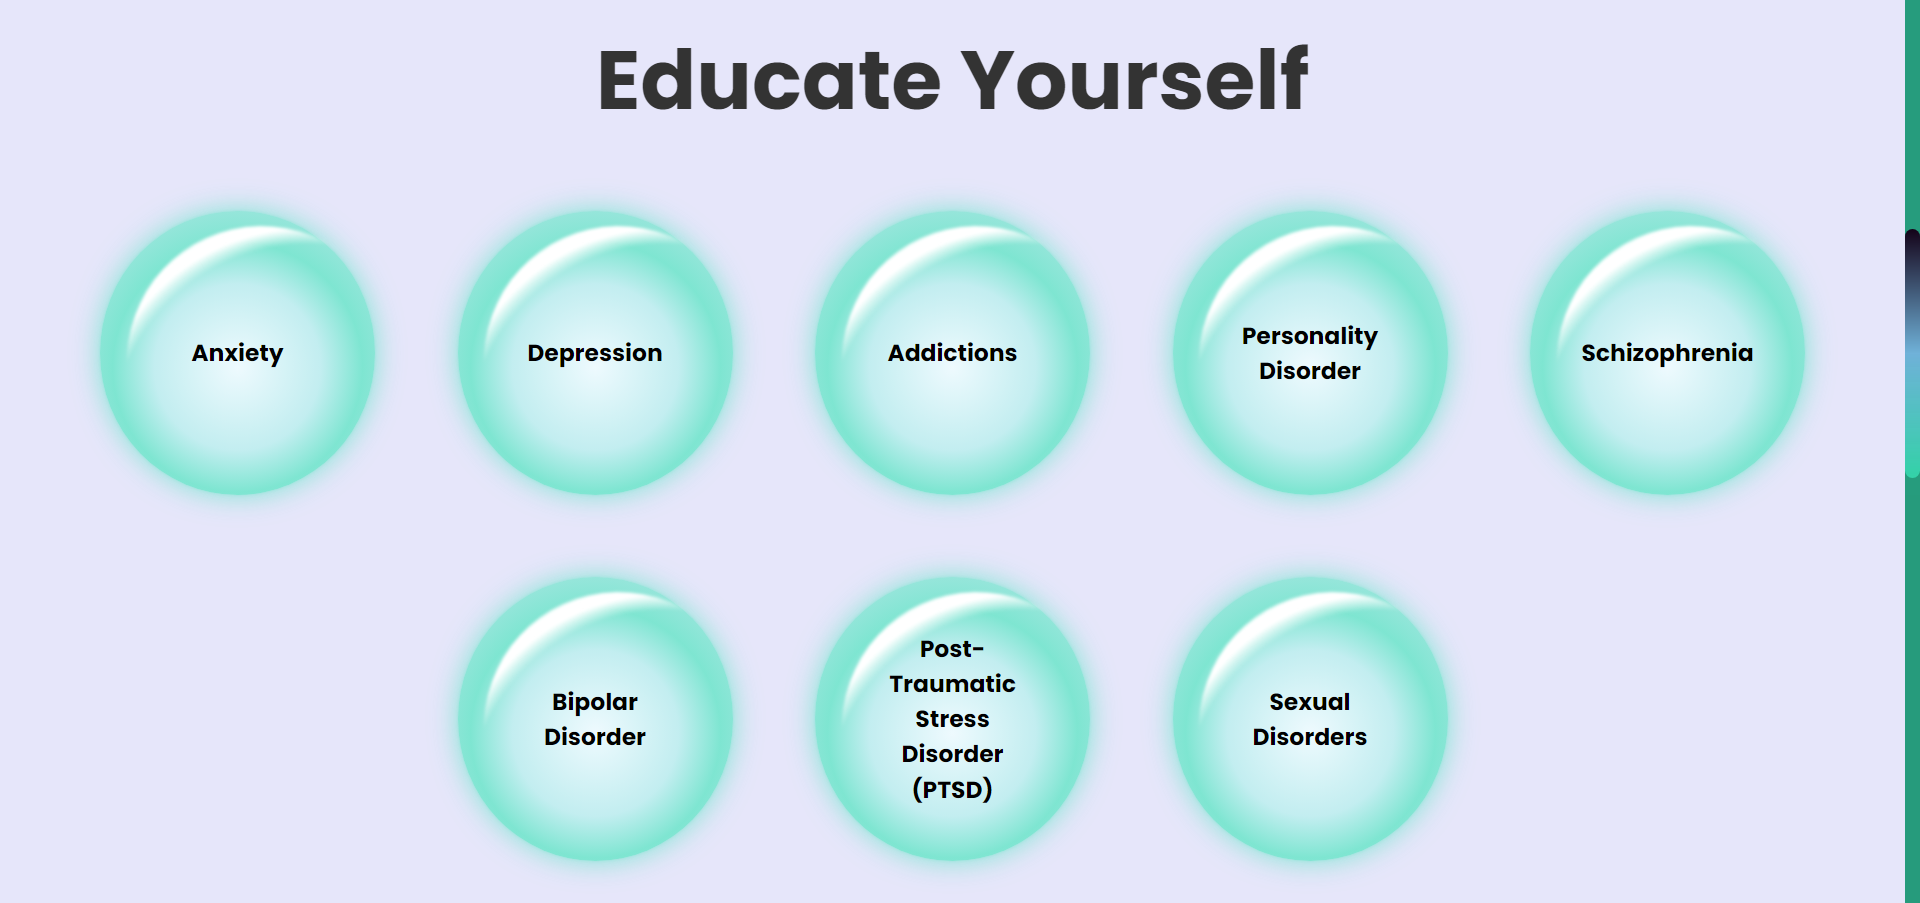 Educate Yourself
Anxiety
Depression
Addictions
Personality
Disorder
Schizophrenia
Bipolar
Disorder
Post-
Traumatic
Stress
Disorder
(PTSD)
Sexual
Disorders